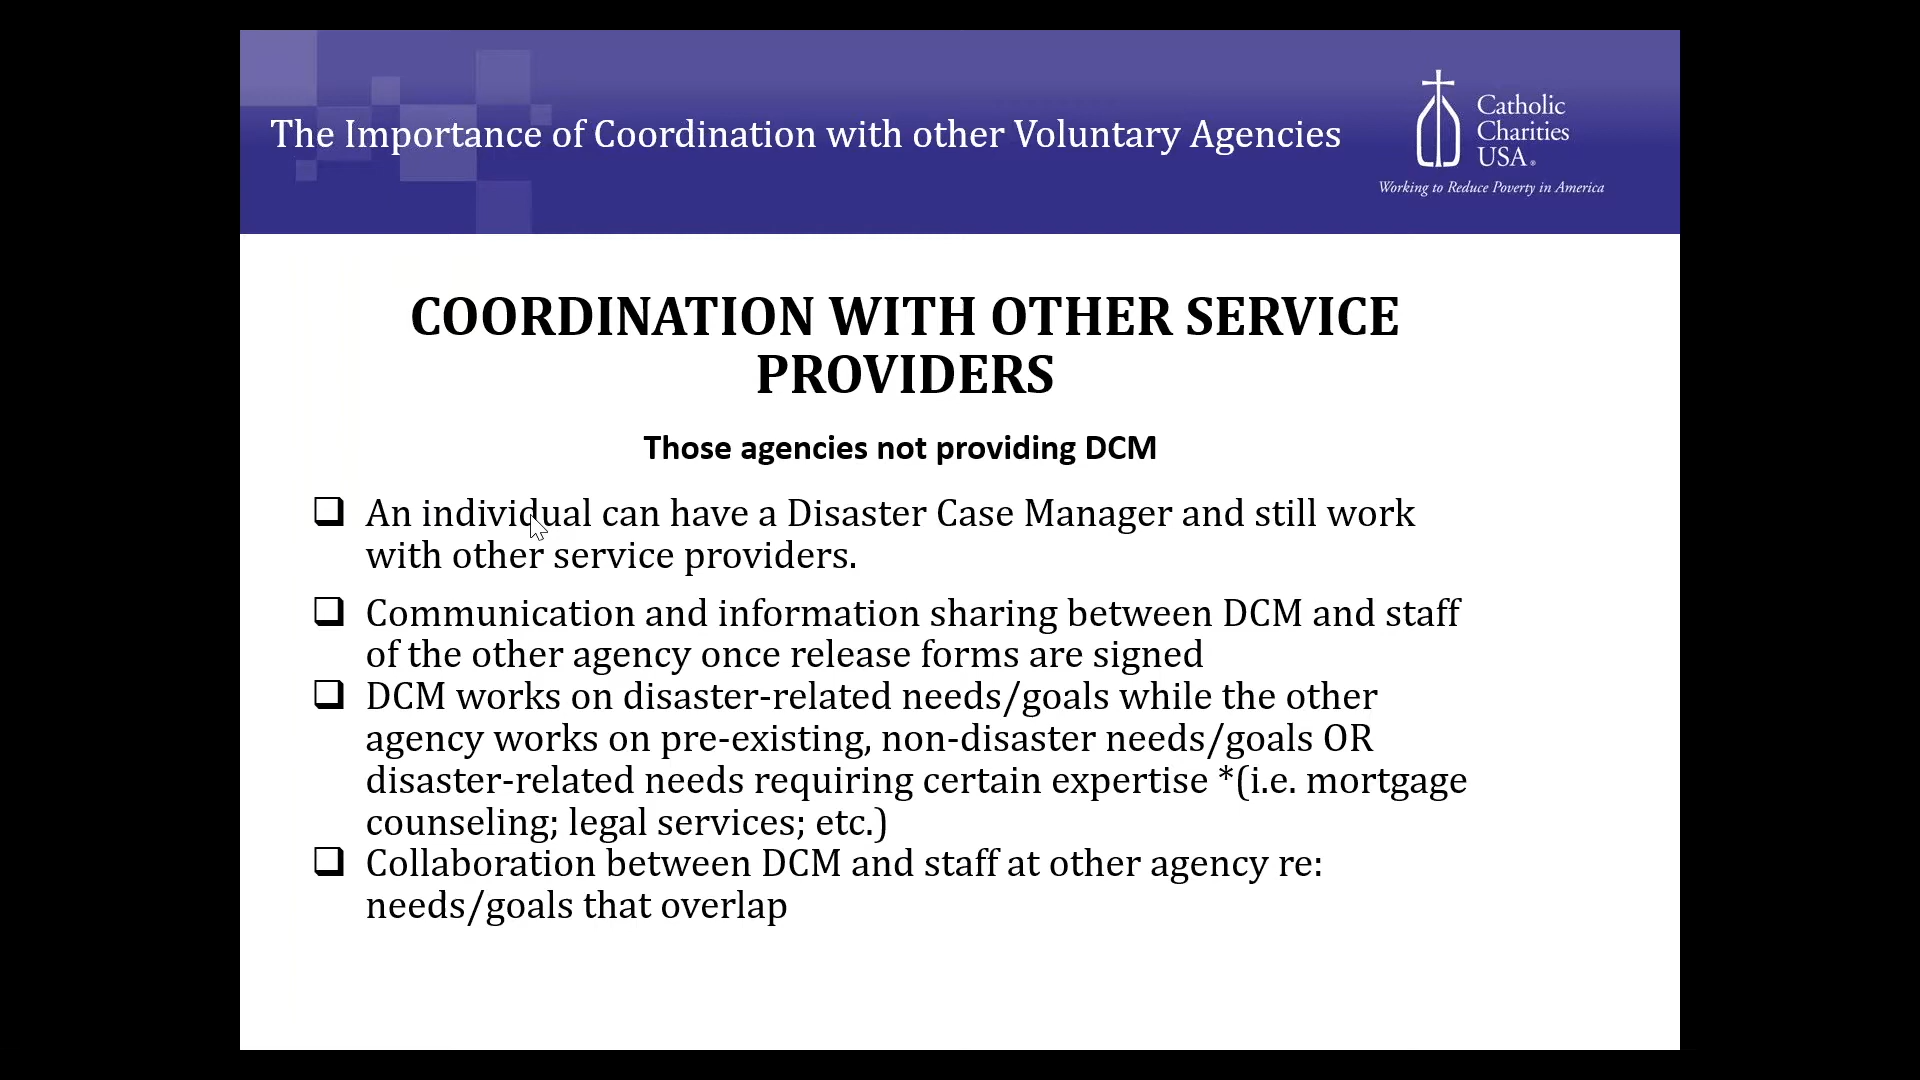 The Importance of Coordination with other Voluntary Agencies
Catholic
Charities
USA®
Working to Reduce Poverty in America
COORDINATION WITH OTHER SERVICE
PROVIDERS
Those agencies not providing DCM
❑ An individual can have a Disaster Case Manager and still work
with other service providers.
❑ Communication and information sharing between DCM and staff
of the other agency once release forms are signed
❑ DCM works on disaster-related needs/goals while the other
agency works on pre-existing, non-disaster needs/goals OR
disaster-related needs requiring certain expertise *(i.e. mortgage
counseling; legal services; etc.)
❑ Collaboration between DCM and staff at other agency re:
needs/goals that overlap